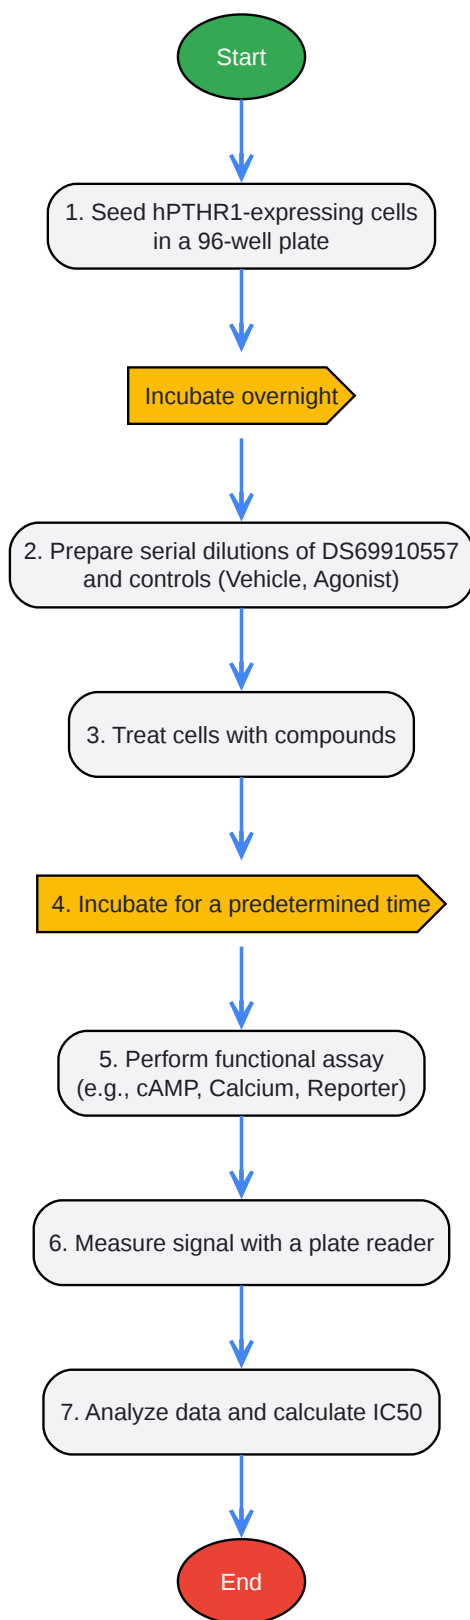 Start
1. Seed hPTHR1-expressing cells
in a 96-well plate
Incubate overnight
2. Prepare serial dilutions of DS69910557
and controls (Vehicle, Agonist)
3. Treat cells with compounds
4. Incubate for a predetermined time
5. Perform functional assay
(e.g., cAMP, Calcium, Reporter)
6. Measure signal with a plate reader
7. Analyze data and calculate IC50
End